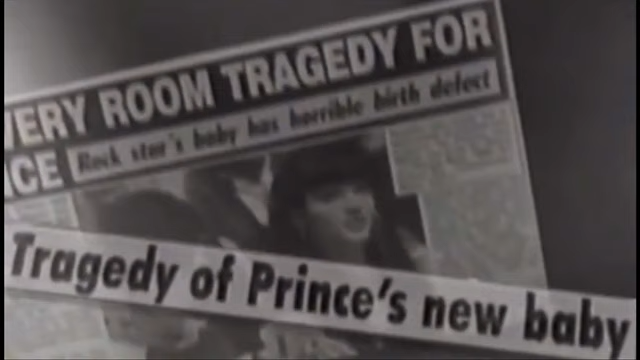 VERY ROOM TRAGEDY FOR
CE Rock star's baby has horrible birth defect
Tragedy of Prince's new baby